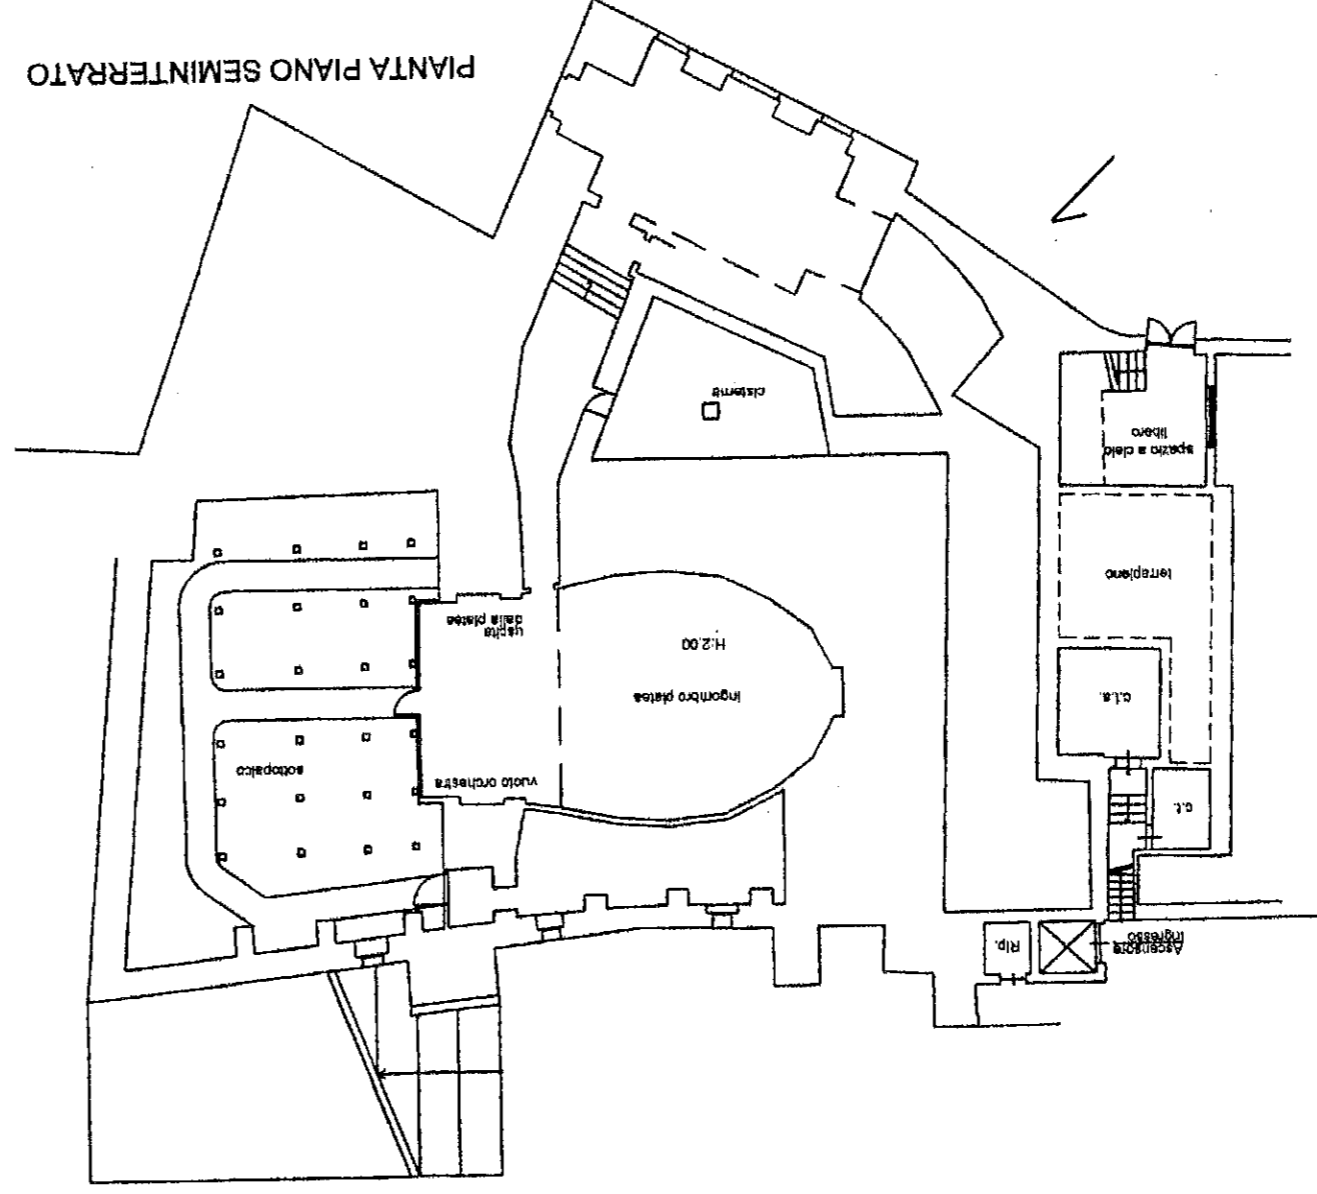 PIANTA PIANO SEMINTERRATO
cisterna
spazio a cielo
libero
terrapieno
uscita
dalla platea
H:2.00
ingombro platea
c.t.a.
sottopalco
vuoto orchestra
c.t.
Rip.
Ascensore
Ingresso